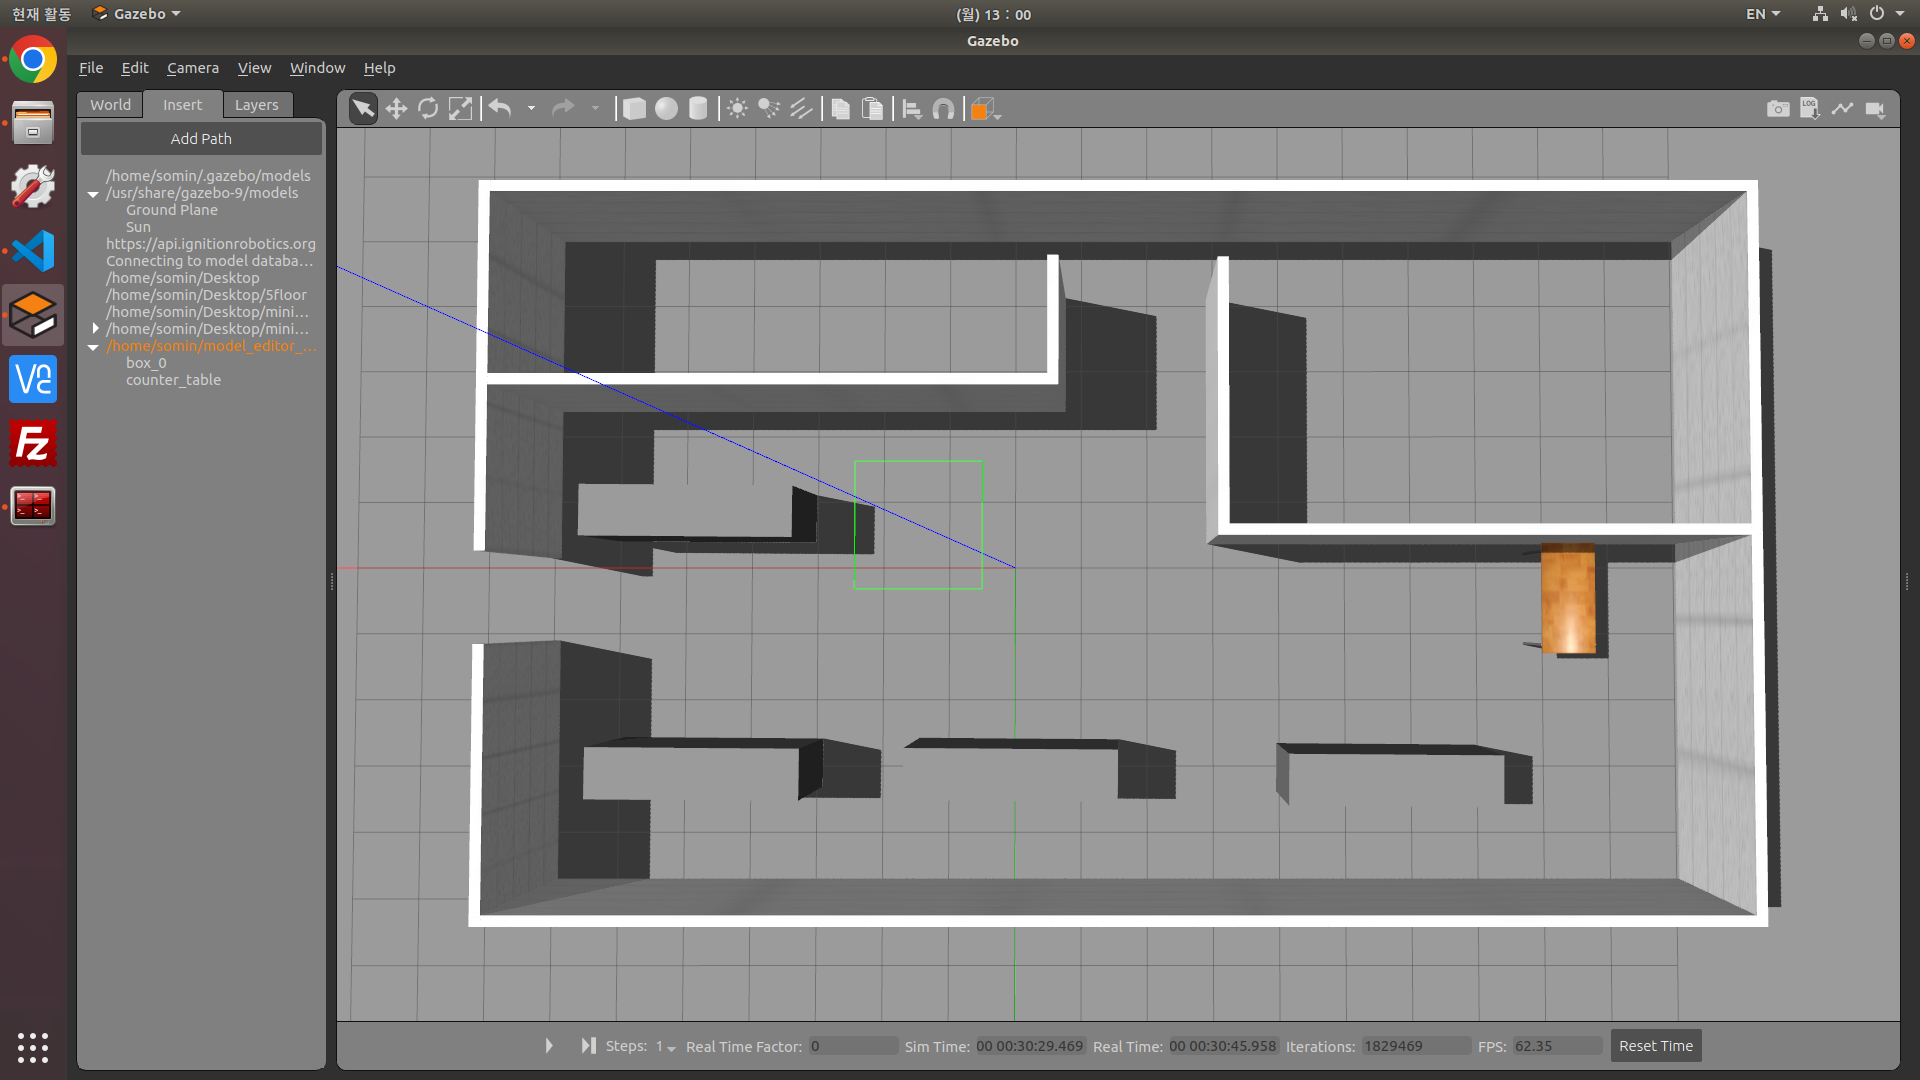 현재 활동 Gazebo (월) 13 : 00 EN
Gazebo
File Edit Camera View Window Help
World Insert Layers
LOG
Add Path
/home/somin/.gazebo/models
/usr/share/gazebo-9/models
Ground Plane
Sun
https://api.ignitionrobotics.org
Connecting to model databa...
/home/somin/Desktop
/home/somin/Desktop/5floor
/home/somin/Desktop/mini...
/home/somin/Desktop/mini...
/home/somin/model_editor_...
box_0
counter_table
Steps: 1 Real Time Factor: 0 Sim Time: 00 00:30:29.469 Real Time: 00 00:30:45.958 Iterations: 1829469 FPS: 62.35 Reset Time